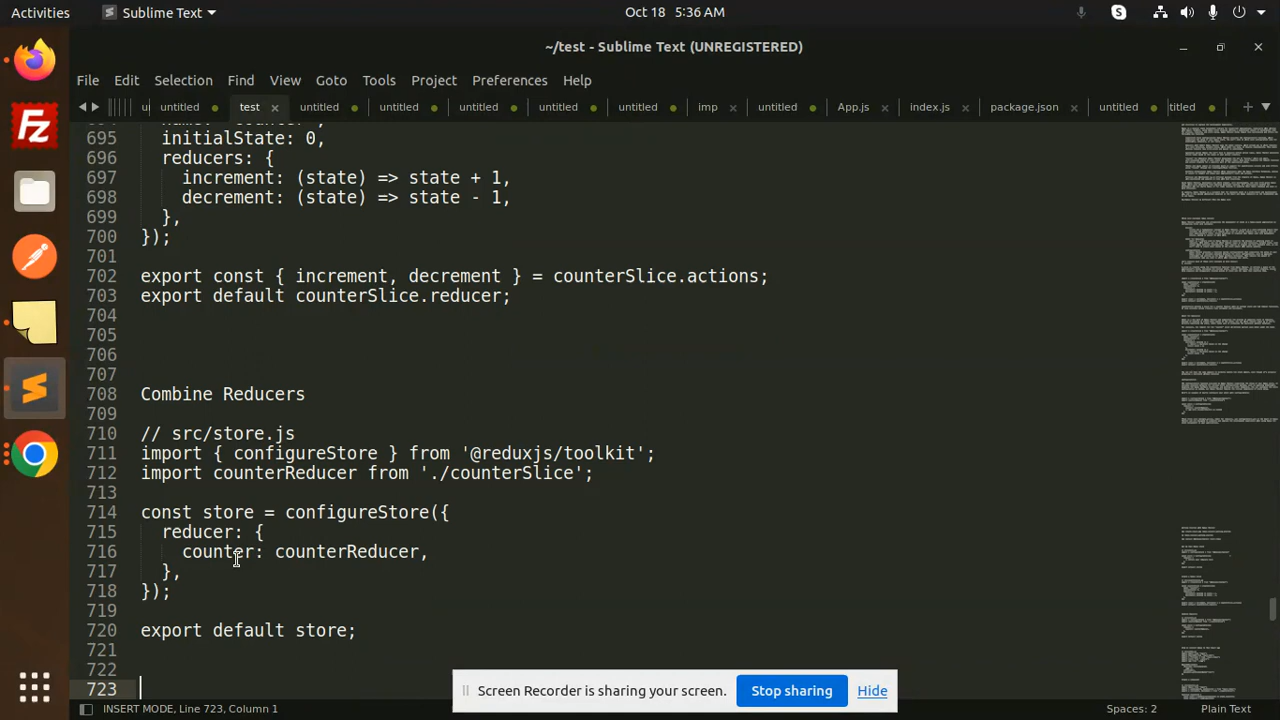 Activities
Sublime Text
Oct 18 5:36 AM
~/test - Sublime Text (UNREGISTERED)
File Edit Selection Find View Goto Tools Project Preferences Help
untitled test untitled untitled untitled untitled untitled imp untitled App.js index.js package.json untitled titled
695 initialState: 0,
696 reducers: {
697 increment: (state) => state + 1,
698 decrement: (state) => state - 1,
699 },
700 });
701
702 export const { increment, decrement } = counterSlice.actions;
703 export default counterSlice.reducer;
704
705
706
707
708 Combine Reducers
709
710 // src/store.js
711 import { configureStore } from '@reduxjs/toolkit';
712 import counterReducer from './counterSlice';
713
714 const store = configureStore({
715 reducer: {
716 counter: counterReducer,
717 },
718 });
719
720 export default store;
721
722
723
Screen Recorder is sharing your screen. Stop sharing Hide
INSERT MODE, Line 723, Column 1
Spaces: 2 Plain Text